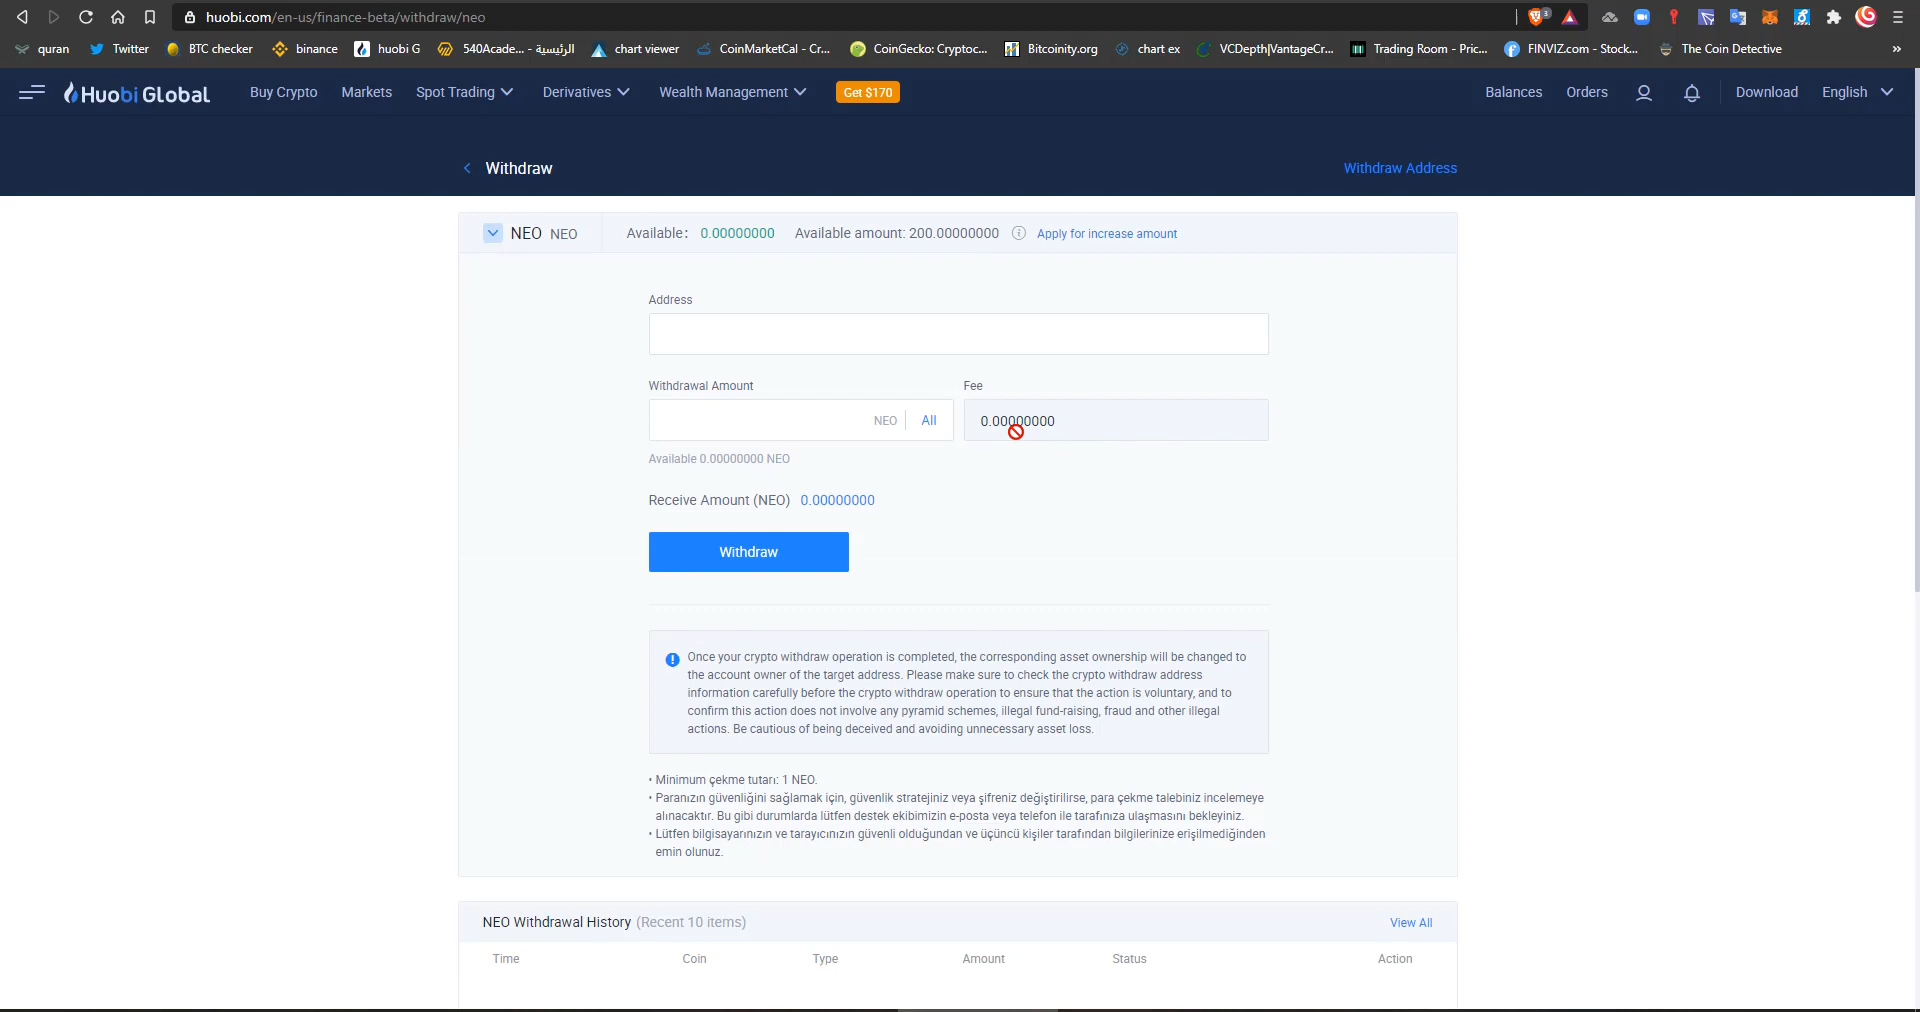 huobi.com/en-us/finance-beta/withdraw/neo
3
quran Twitter BTC checker binance huobi G 540Acade... - الرئيسية chart viewer CoinMarketCal - Cr... CoinGecko: Cryptoc... Bitcoinity.org chart ex VCDepth|VantageCr... Trading Room - Pric... FINVIZ.com - Stock... The Coin Detective »
Huobi Global Buy Crypto Markets Spot Trading Derivatives Wealth Management Get $170 Balances Orders Download English
Withdraw Withdraw Address
NEO NEO Available: 0.00000000 Available amount: 200.00000000 Apply for increase amount
Address
Withdrawal Amount Fee
NEO All 0.00000000
Available 0.00000000 NEO
Receive Amount (NEO) 0.00000000
Withdraw
Once your crypto withdraw operation is completed, the corresponding asset ownership will be changed to
the account owner of the target address. Please make sure to check the crypto withdraw address
information carefully before the crypto withdraw operation to ensure that the action is voluntary, and to
confirm this action does not involve any pyramid schemes, illegal fund-raising, fraud and other illegal
actions. Be cautious of being deceived and avoiding unnecessary asset loss.
• Minimum çekme tutarı: 1 NEO.
• Paranızın güvenliğini sağlamak için, güvenlik stratejiniz veya şifreniz değiştirilirse, para çekme talebiniz incelemeye
alınacaktır. Bu gibi durumlarda lütfen destek ekibimizin e-posta veya telefon ile tarafınıza ulaşmasını bekleyiniz.
• Lütfen bilgisayarınızın ve tarayıcınızın güvenli olduğundan ve üçüncü kişiler tarafından bilgilerinize erişilmediğinden
emin olunuz.
NEO Withdrawal History (Recent 10 items) View All
Time Coin Type Amount Status Action